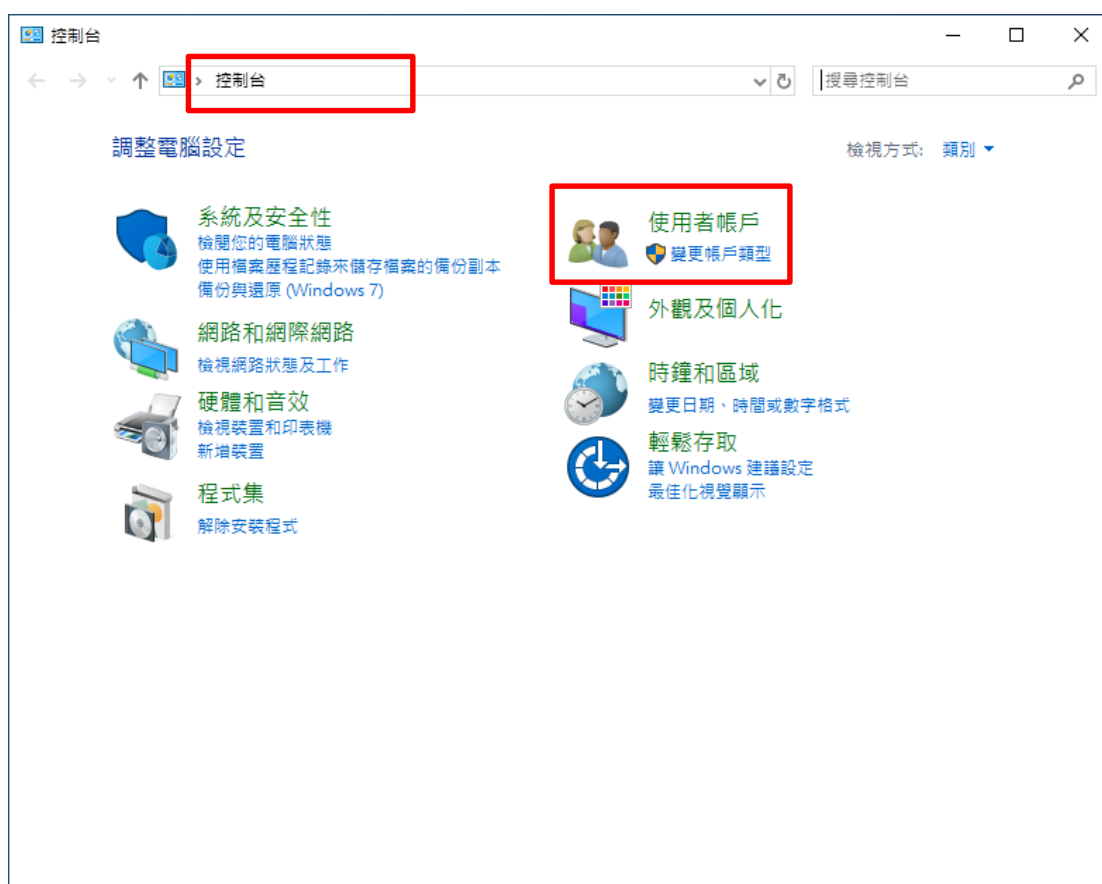 控制台
控制台
搜尋控制台
調整電腦設定
檢視方式: 類別
系統及安全性
檢閱您的電腦狀態
使用檔案歷程記錄來儲存檔案的備份副本
備份與還原 (Windows 7)
網路和網際網路
檢視網路狀態及工作
硬體和音效
檢視裝置和印表機
新增裝置
程式集
解除安裝程式
使用者帳戶
變更帳戶類型
外觀及個人化
時鐘和區域
變更日期、時間或數字格式
輕鬆存取
讓 Windows 建議設定
最佳化視覺顯示